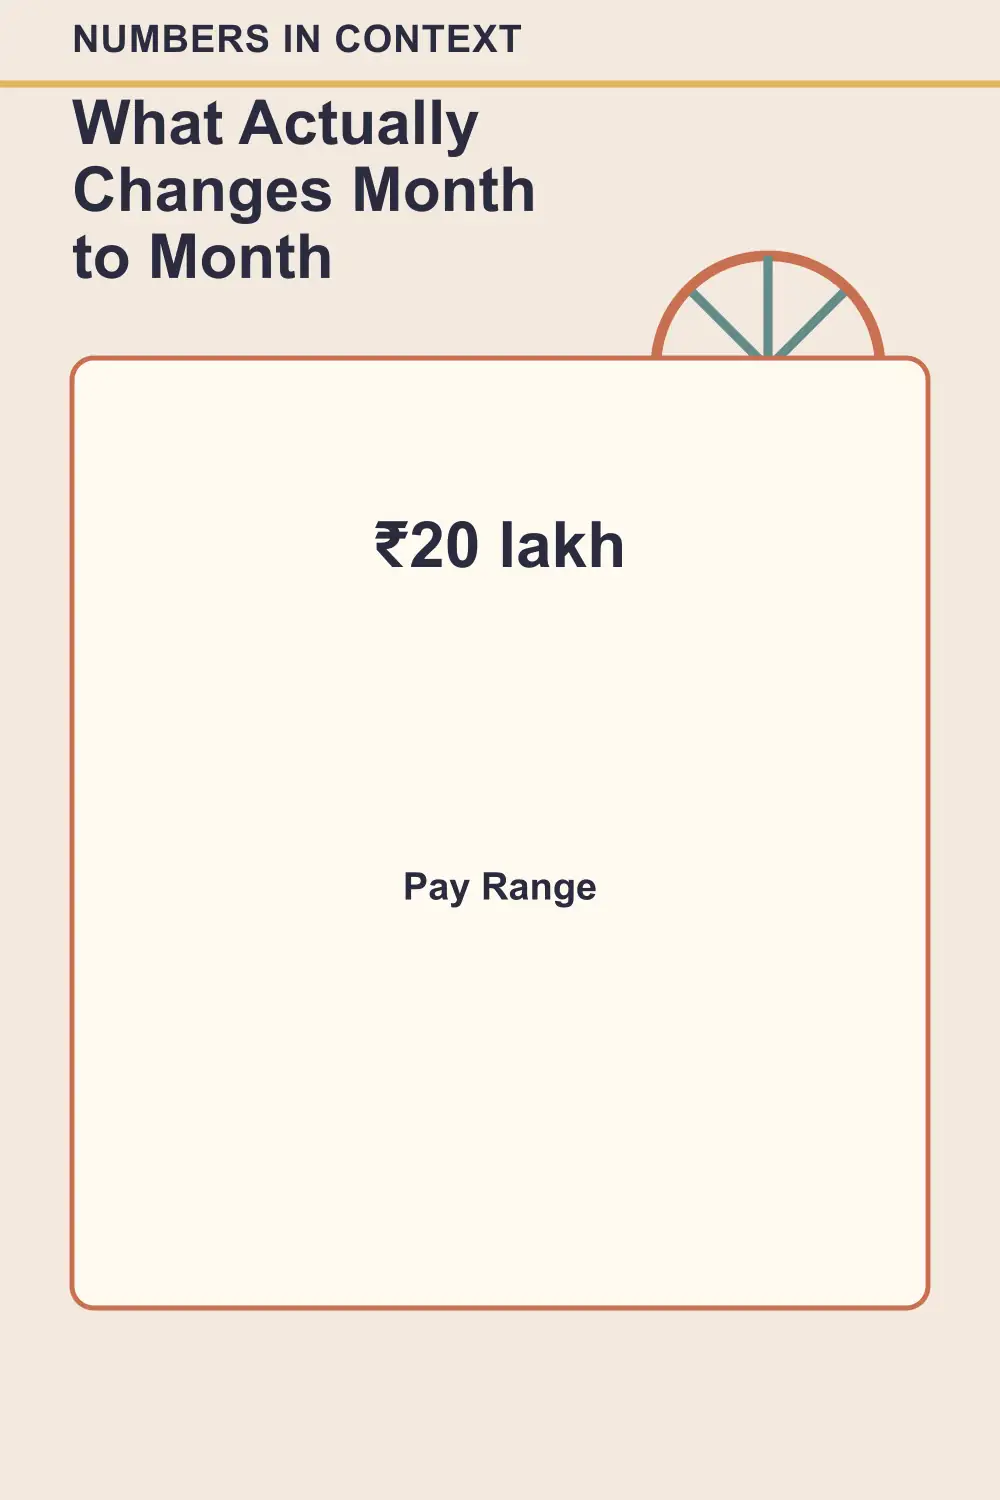 NUMBERS IN CONTEXT
What Actually
Changes Month
to Month
₹20 lakh
Pay Range